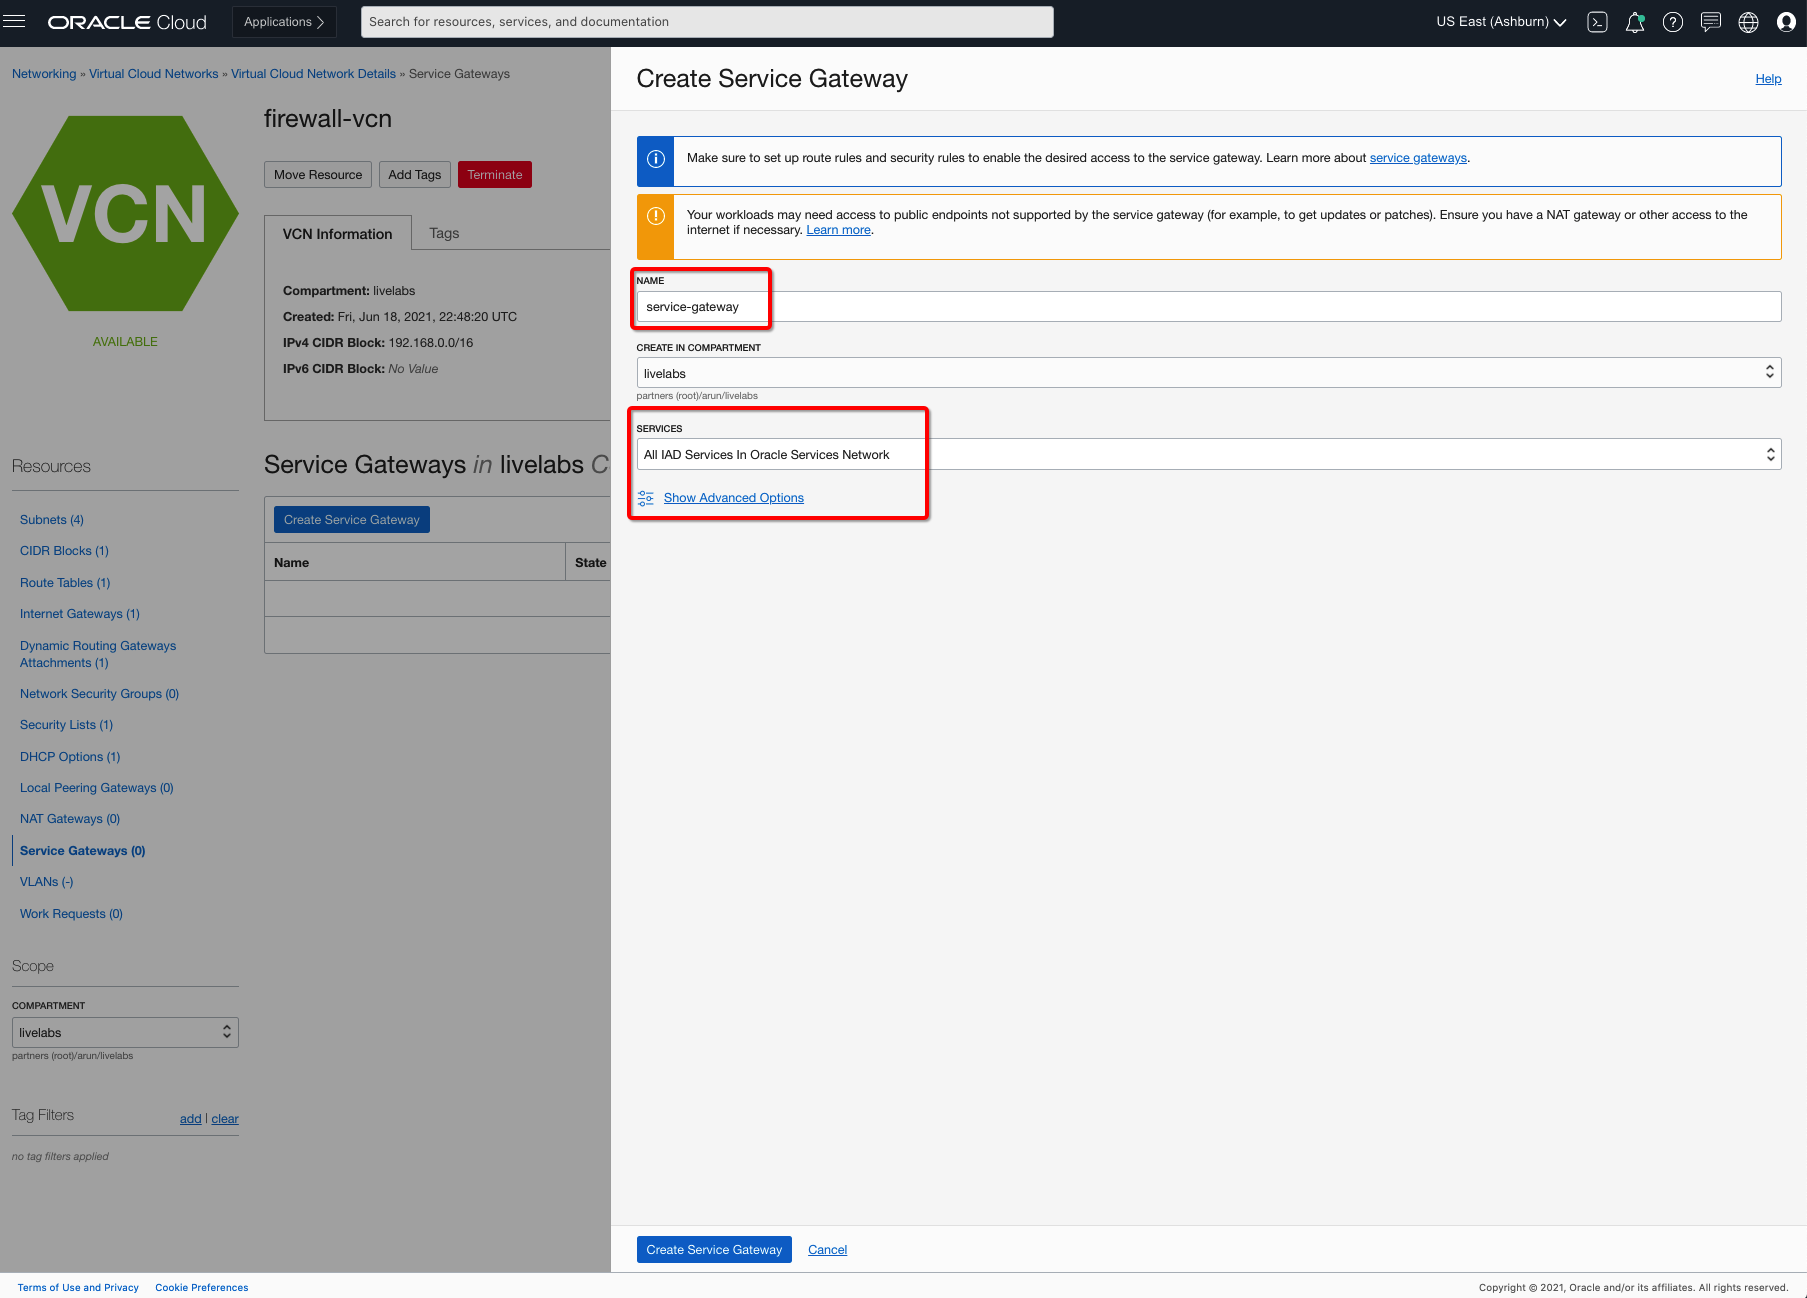 ORACLE Cloud
Applications
Search for resources, services, and documentation
US East (Ashburn)
Networking » Virtual Cloud Networks » Virtual Cloud Network Details » Service Gateways
VCN
AVAILABLE
firewall-vcn
Move Resource
Add Tags
Terminate
VCN Information
Tags
Compartment: livelabs
Created: Fri, Jun 18, 2021, 22:48:20 UTC
IPv4 CIDR Block: 192.168.0.0/16
IPv6 CIDR Block: No Value
Resources
Subnets (4)
CIDR Blocks (1)
Route Tables (1)
Internet Gateways (1)
Dynamic Routing Gateways
Attachments (1)
Network Security Groups (0)
Security Lists (1)
DHCP Options (1)
Local Peering Gateways (0)
NAT Gateways (0)
Service Gateways (0)
VLANs (-)
Work Requests (0)
Scope
COMPARTMENT
livelabs
partners (root)/arun/livelabs
Tag Filters
add | clear
no tag filters applied
Service Gateways in livelabs C
Create Service Gateway
Name
State
Create Service Gateway
Help
Make sure to set up route rules and security rules to enable the desired access to the service gateway. Learn more about service gateways.
Your workloads may need access to public endpoints not supported by the service gateway (for example, to get updates or patches). Ensure you have a NAT gateway or other access to the
internet if necessary. Learn more.
NAME
service-gateway
CREATE IN COMPARTMENT
livelabs
partners (root)/arun/livelabs
SERVICES
All IAD Services In Oracle Services Network
Show Advanced Options
Create Service Gateway
Cancel
Terms of Use and Privacy
Cookie Preferences
Copyright © 2021, Oracle and/or its affiliates. All rights reserved.